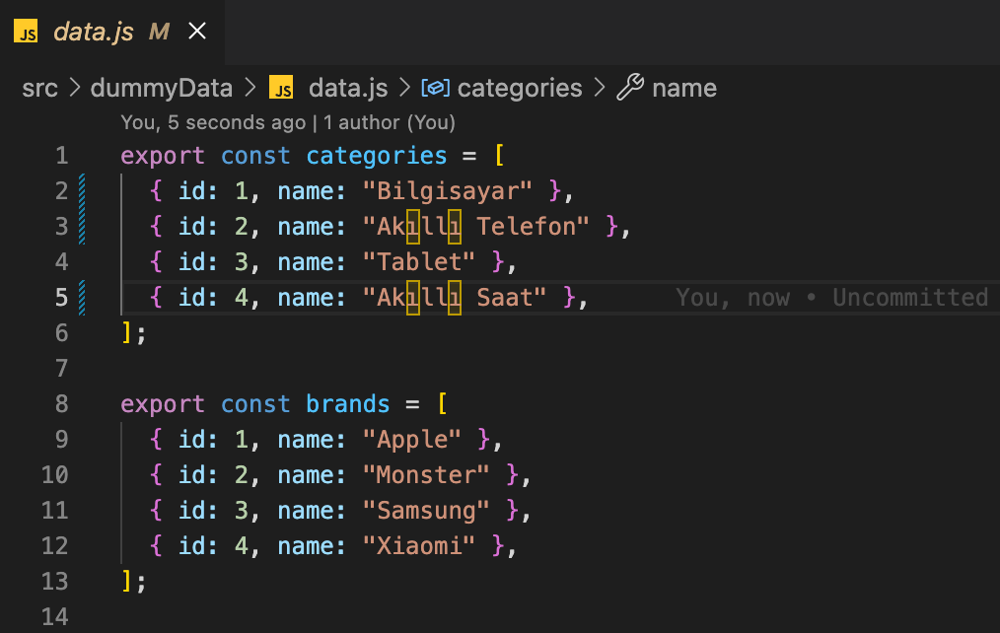 JS data.js M
src > dummyData > JS data.js > categories > name
You, 5 seconds ago | 1 author (You)
1 export const categories = [
2 { id: 1, name: "Bilgisayar" },
3 { id: 2, name: "Akıllı Telefon" },
4 { id: 3, name: "Tablet" },
5 { id: 4, name: "Akıllı Saat" }, You, now • Uncommitted
6 ];
7
8 export const brands = [
9 { id: 1, name: "Apple" },
10 { id: 2, name: "Monster" },
11 { id: 3, name: "Samsung" },
12 { id: 4, name: "Xiaomi" },
13 ];
14